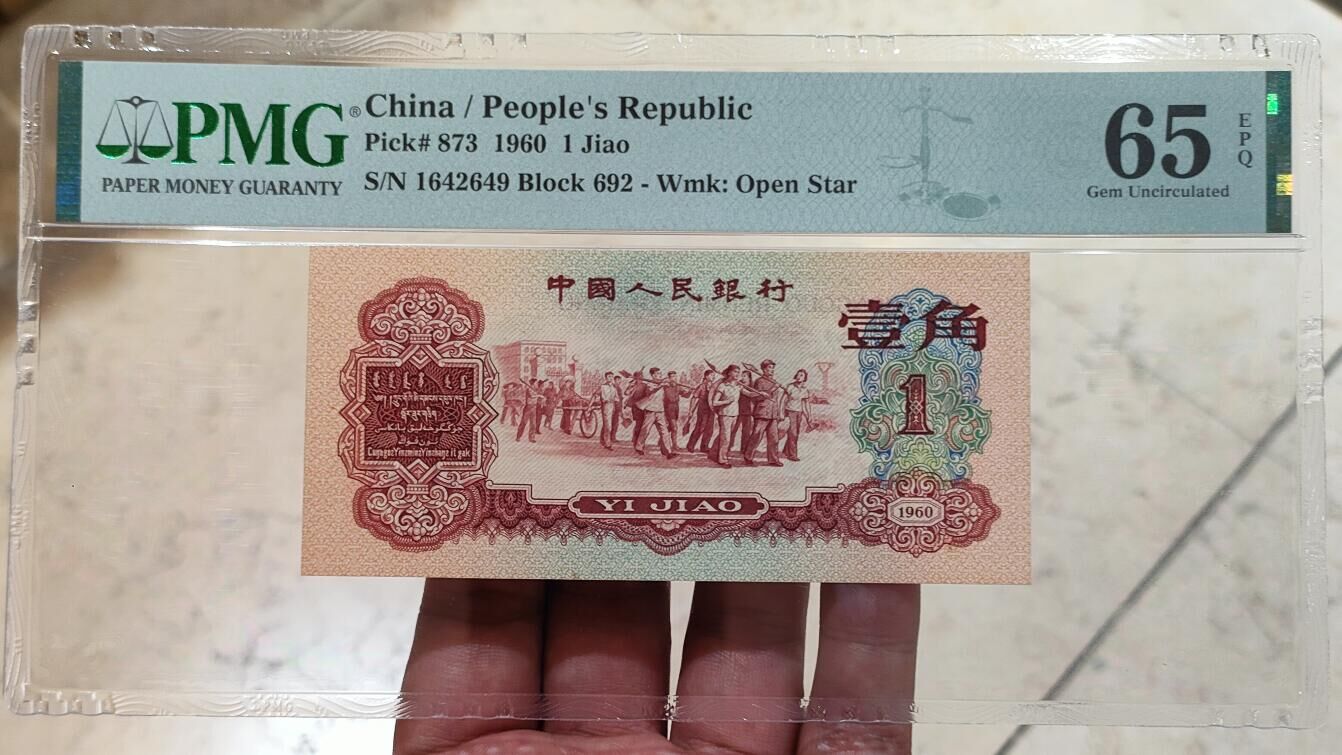 PMG®
PAPER MONEY GUARANTY
China / People's Republic
Pick# 873 1960 1 Jiao
S/N 1642649 Block 692 - Wmk: Open Star
65
EPQ
Gem Uncirculated
中國人民銀行
壹角
1
YI JIAO
1960